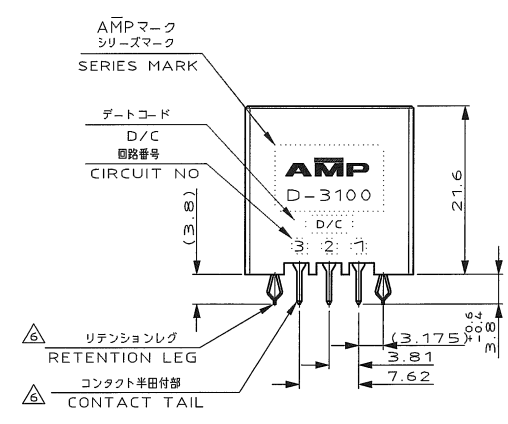 AMPマーク
シリーズマーク
SERIES MARK
デートコード
D/C
回路番号
CIRCUIT NO
AMP
D-3100
D/C
3 2 1
21.6
(3.8)
6
リテンションレグ
RETENTION LEG
6
コンタクト半田付部
CONTACT TAIL
(3.175)
3.81
7.62
+0.6
-0.4
3.8